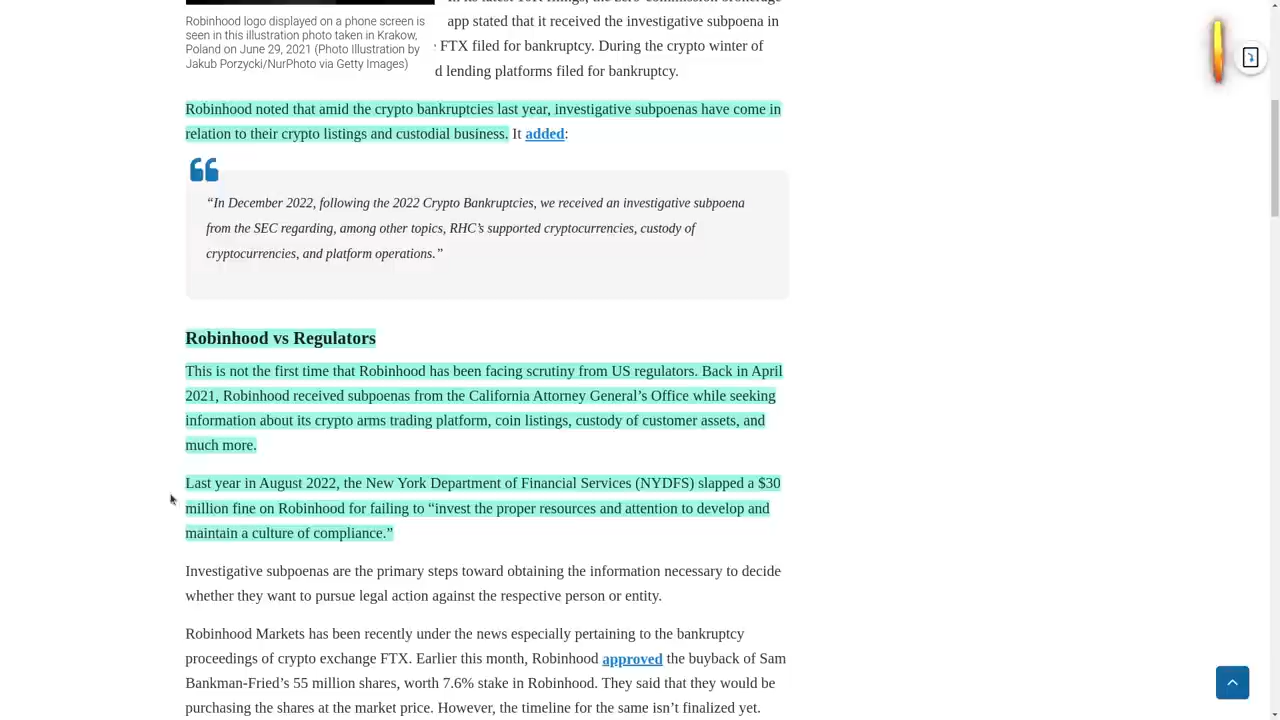 In its latest 10K filings, the zero-commission brokerage
Robinhood logo displayed on a phone screen is
seen in this illustration photo taken in Krakow,
Poland on June 29, 2021 (Photo Illustration by
Jakub Porzycki/NurPhoto via Getty Images)
app stated that it received the investigative subpoena in
FTX filed for bankruptcy. During the crypto winter of
d lending platforms filed for bankruptcy.
Robinhood noted that amid the crypto bankruptcies last year, investigative subpoenas have come in
relation to their crypto listings and custodial business. It added:
“In December 2022, following the 2022 Crypto Bankruptcies, we received an investigative subpoena
from the SEC regarding, among other topics, RHC’s supported cryptocurrencies, custody of
cryptocurrencies, and platform operations.”
Robinhood vs Regulators
This is not the first time that Robinhood has been facing scrutiny from US regulators. Back in April
2021, Robinhood received subpoenas from the California Attorney General’s Office while seeking
information about its crypto arms trading platform, coin listings, custody of customer assets, and
much more.
Last year in August 2022, the New York Department of Financial Services (NYDFS) slapped a $30
million fine on Robinhood for failing to “invest the proper resources and attention to develop and
maintain a culture of compliance.”
Investigative subpoenas are the primary steps toward obtaining the information necessary to decide
whether they want to pursue legal action against the respective person or entity.
Robinhood Markets has been recently under the news especially pertaining to the bankruptcy
proceedings of crypto exchange FTX. Earlier this month, Robinhood approved the buyback of Sam
Bankman-Fried’s 55 million shares, worth 7.6% stake in Robinhood. They said that they would be
purchasing the shares at the market price. However, the timeline for the same isn’t finalized yet.